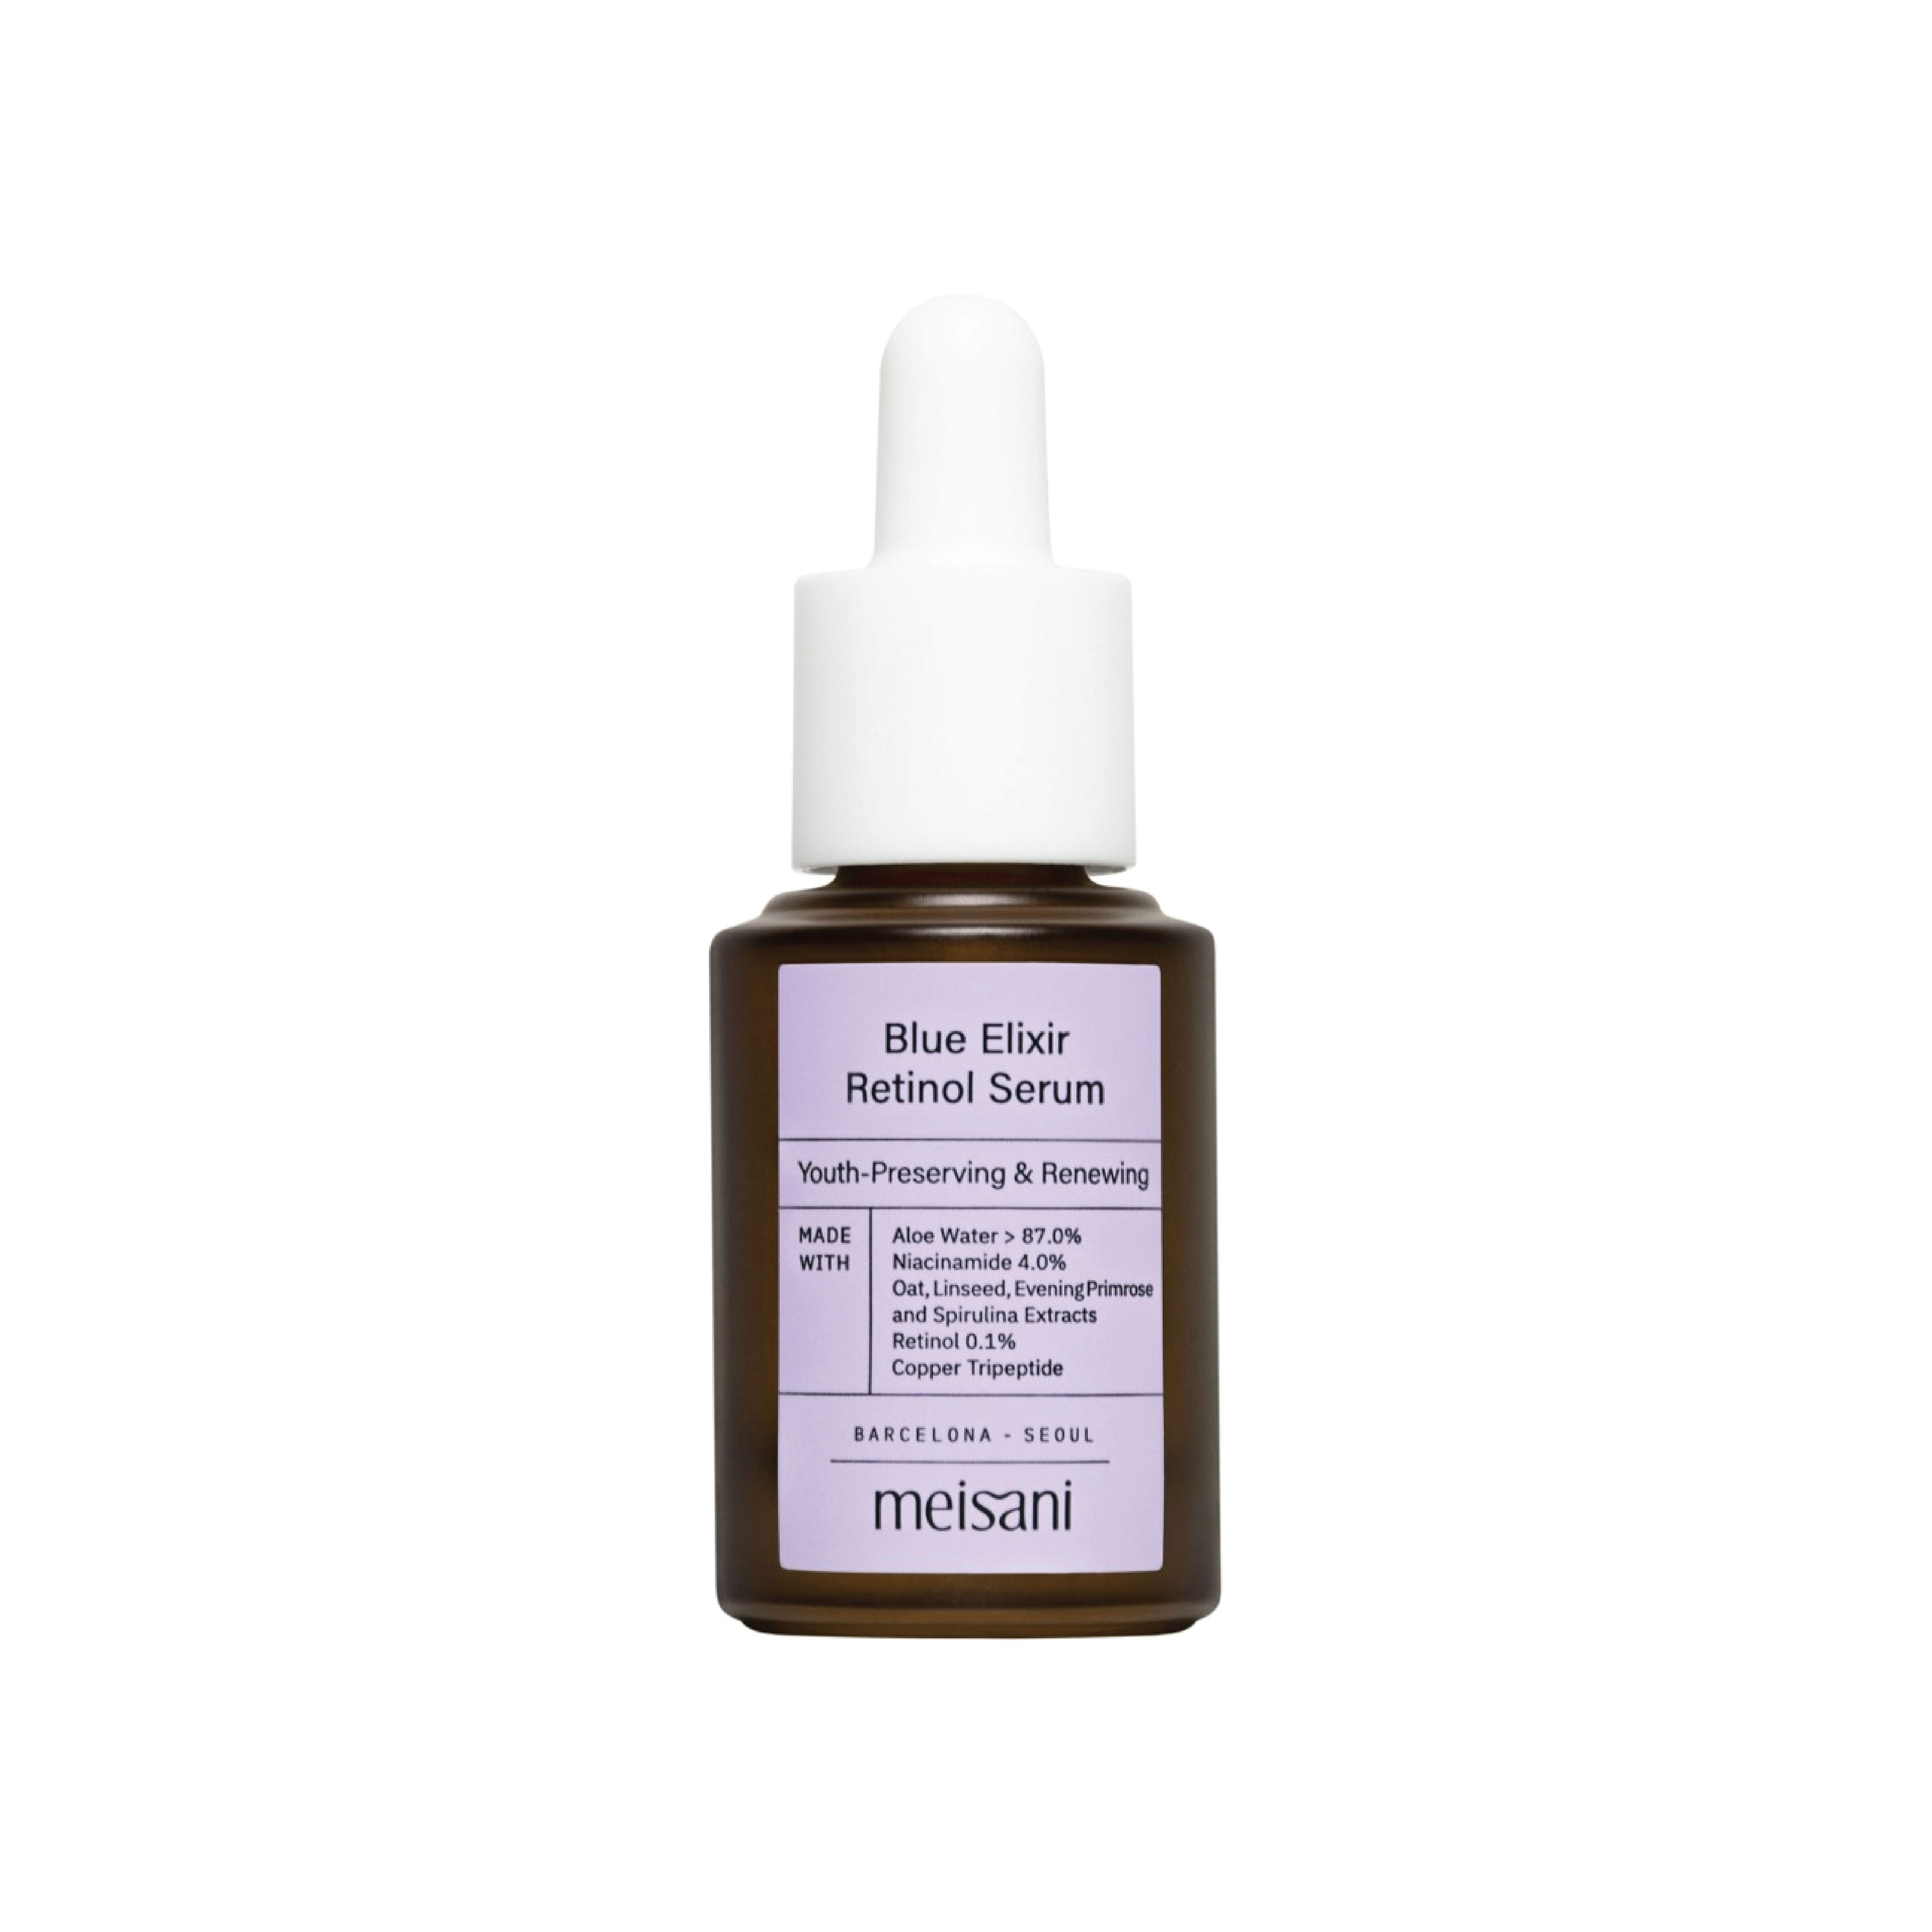 Blue Elixir
Retinol Serum
Youth-Preserving & Renewing
MADE
WITH
Aloe Water > 87.0%
Niacinamide 4.0%
Oat, Linseed, Evening Primrose
and Spirulina Extracts
Retinol 0.1%
Copper Tripeptide
BARCELONA - SEOUL
meisani